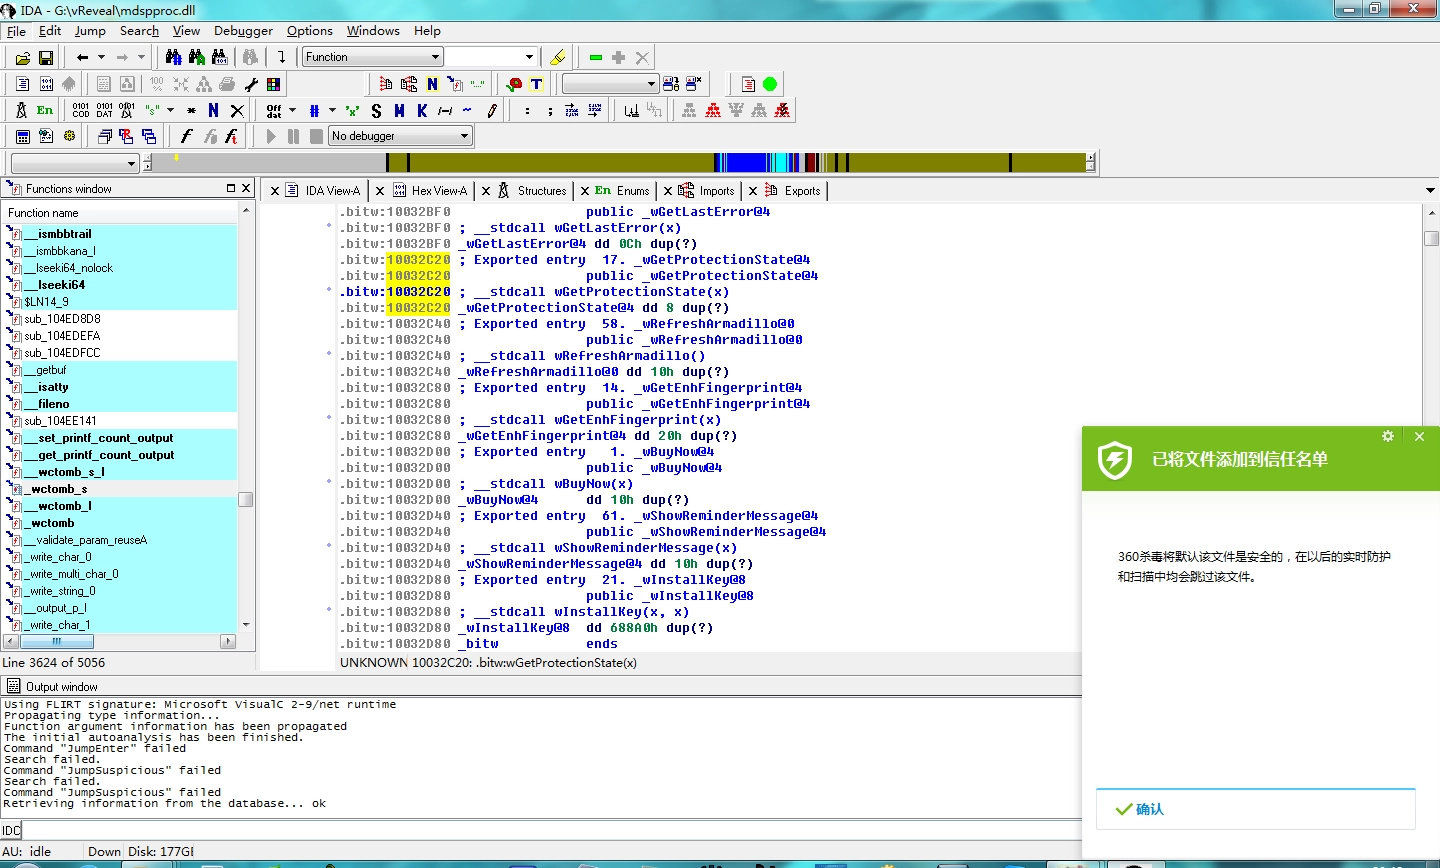 IDA - G:\vReveal\mdspproc.dll
File Edit Jump Search View Debugger Options Windows Help
Function
No debugger
Functions window
IDA View-A
Hex View-A
Structures
En Enums
Imports
Exports
Function name
__ismbbtrail
__ismbbkana_l
__lseeki64_nolock
__lseeki64
$LN14_9
sub_104ED8D8
sub_104EDEFA
sub_104EDFCC
__getbuf
__isatty
__fileno
sub_104EE141
__set_printf_count_output
__get_printf_count_output
__wctomb_s_l
_wctomb_s
__wctomb_l
_wctomb
__validate_param_reuseA
_write_char_0
_write_multi_char_0
_write_string_0
__output_p_l
_write_char_1
Line 3624 of 5056
.bitw:10032BF0 public _wGetLastError@4
.bitw:10032BF0 ; __stdcall wGetLastError(x)
.bitw:10032BF0 _wGetLastError@4 dd 0Ch dup(?)
.bitw:10032C20 ; Exported entry 17. _wGetProtectionState@4
.bitw:10032C20 public _wGetProtectionState@4
.bitw:10032C20 ; __stdcall wGetProtectionState(x)
.bitw:10032C20 _wGetProtectionState@4 dd 8 dup(?)
.bitw:10032C40 ; Exported entry 58. _wRefreshArmadillo@0
.bitw:10032C40 public _wRefreshArmadillo@0
.bitw:10032C40 ; __stdcall wRefreshArmadillo()
.bitw:10032C40 _wRefreshArmadillo@0 dd 10h dup(?)
.bitw:10032C80 ; Exported entry 14. _wGetEnhFingerprint@4
.bitw:10032C80 public _wGetEnhFingerprint@4
.bitw:10032C80 ; __stdcall wGetEnhFingerprint(x)
.bitw:10032C80 _wGetEnhFingerprint@4 dd 20h dup(?)
.bitw:10032D00 ; Exported entry 1. _wBuyNow@4
.bitw:10032D00 public _wBuyNow@4
.bitw:10032D00 ; __stdcall wBuyNow(x)
.bitw:10032D00 _wBuyNow@4 dd 10h dup(?)
.bitw:10032D40 ; Exported entry 61. _wShowReminderMessage@4
.bitw:10032D40 public _wShowReminderMessage@4
.bitw:10032D40 ; __stdcall wShowReminderMessage(x)
.bitw:10032D40 _wShowReminderMessage@4 dd 10h dup(?)
.bitw:10032D80 ; Exported entry 21. _wInstallKey@8
.bitw:10032D80 public _wInstallKey@8
.bitw:10032D80 ; __stdcall wInstallKey(x, x)
.bitw:10032D80 _wInstallKey@8 dd 688A0h dup(?)
.bitw:10032D80 _bitw ends
UNKNOWN 10032C20: .bitw:wGetProtectionState(x)
已将文件添加到信任名单
360杀毒将默认该文件是安全的，在以后的实时防护
和扫描中均会跳过该文件。
确认
Output window
Using FLIRT signature: Microsoft VisualC 2-9/net runtime
Propagating type information...
Function argument information has been propagated
The initial autoanalysis has been finished.
Command "JumpEnter" failed
Search failed.
Command "JumpSuspicious" failed
Search failed.
Command "JumpSuspicious" failed
Retrieving information from the database... ok
IDC
AU: idle Down Disk: 177GB